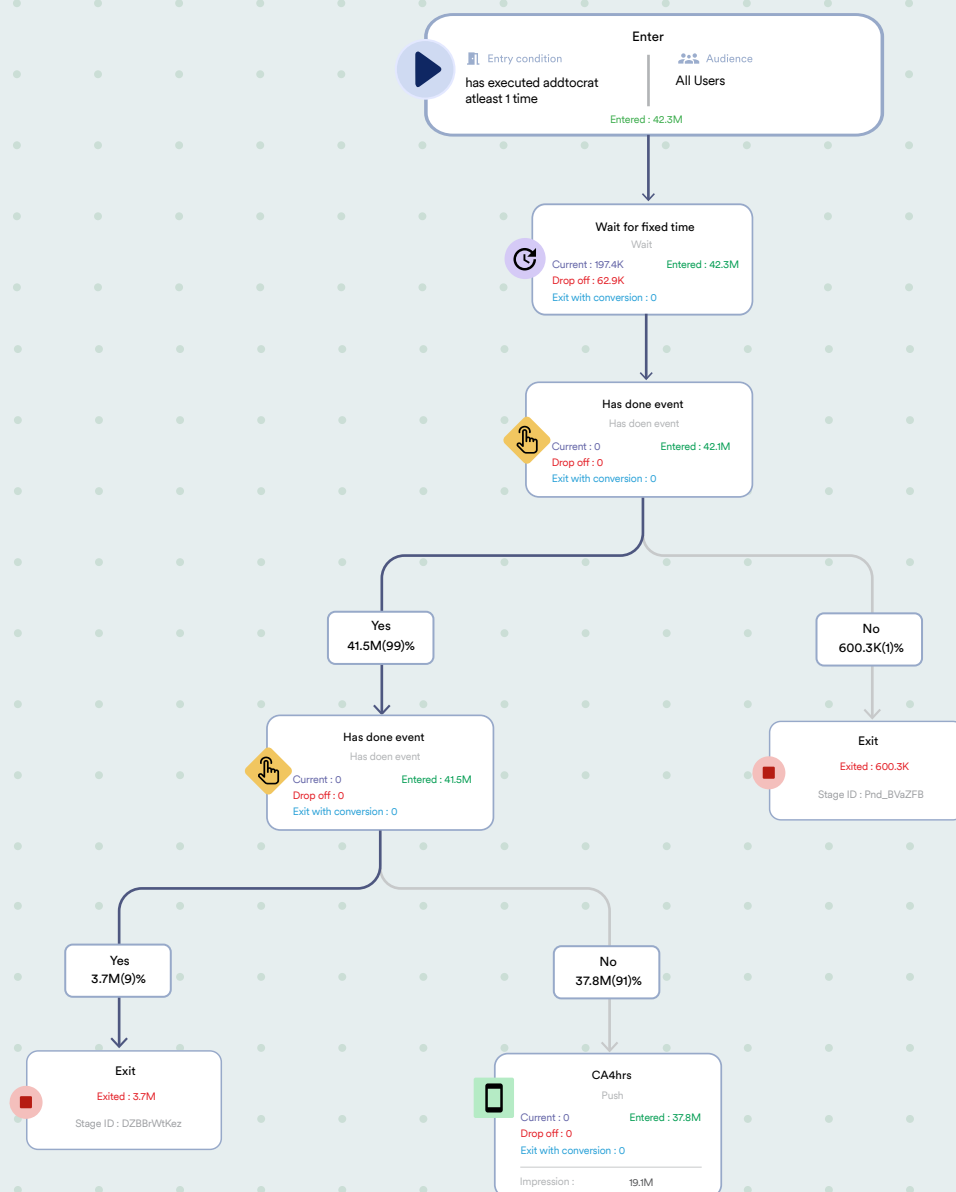 Enter
Entry condition
Audience
has executed addtocrat
atleast 1 time
All Users
Entered : 42.3M
Wait for fixed time
Wait
Current : 197.4K
Entered : 42.3M
Drop off : 62.9K
Exit with conversion : 0
Has done event
Has doen event
Current : 0
Entered : 42.1M
Drop off : 0
Exit with conversion : 0
Yes
41.5M(99)%
No
600.3K(1)%
Has done event
Has doen event
Current : 0
Entered : 41.5M
Drop off : 0
Exit with conversion : 0
Exit
Exited : 600.3K
Stage ID : Pnd_BVaZFB
Yes
3.7M(9)%
No
37.8M(91)%
Exit
Exited : 3.7M
Stage ID : DZBBrWtKez
CA4hrs
Push
Current : 0
Entered : 37.8M
Drop off : 0
Exit with conversion : 0
Impression :
19.1M